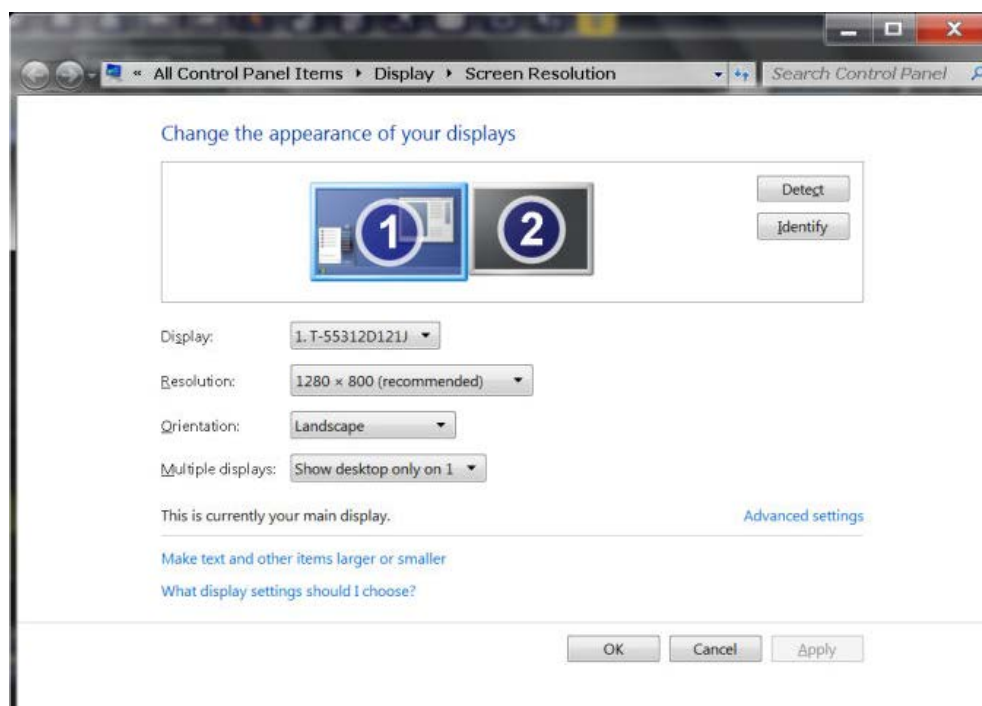 « All Control Panel Items ▸ Display ▸ Screen Resolution
Search Control Panel
Change the appearance of your displays
1
2
Detect
Identify
Display: 1. T-55312D121J
Resolution: 1280 × 800 (recommended)
Orientation: Landscape
Multiple displays: Show desktop only on 1
This is currently your main display. Advanced settings
Make text and other items larger or smaller
What display settings should I choose?
OK Cancel Apply